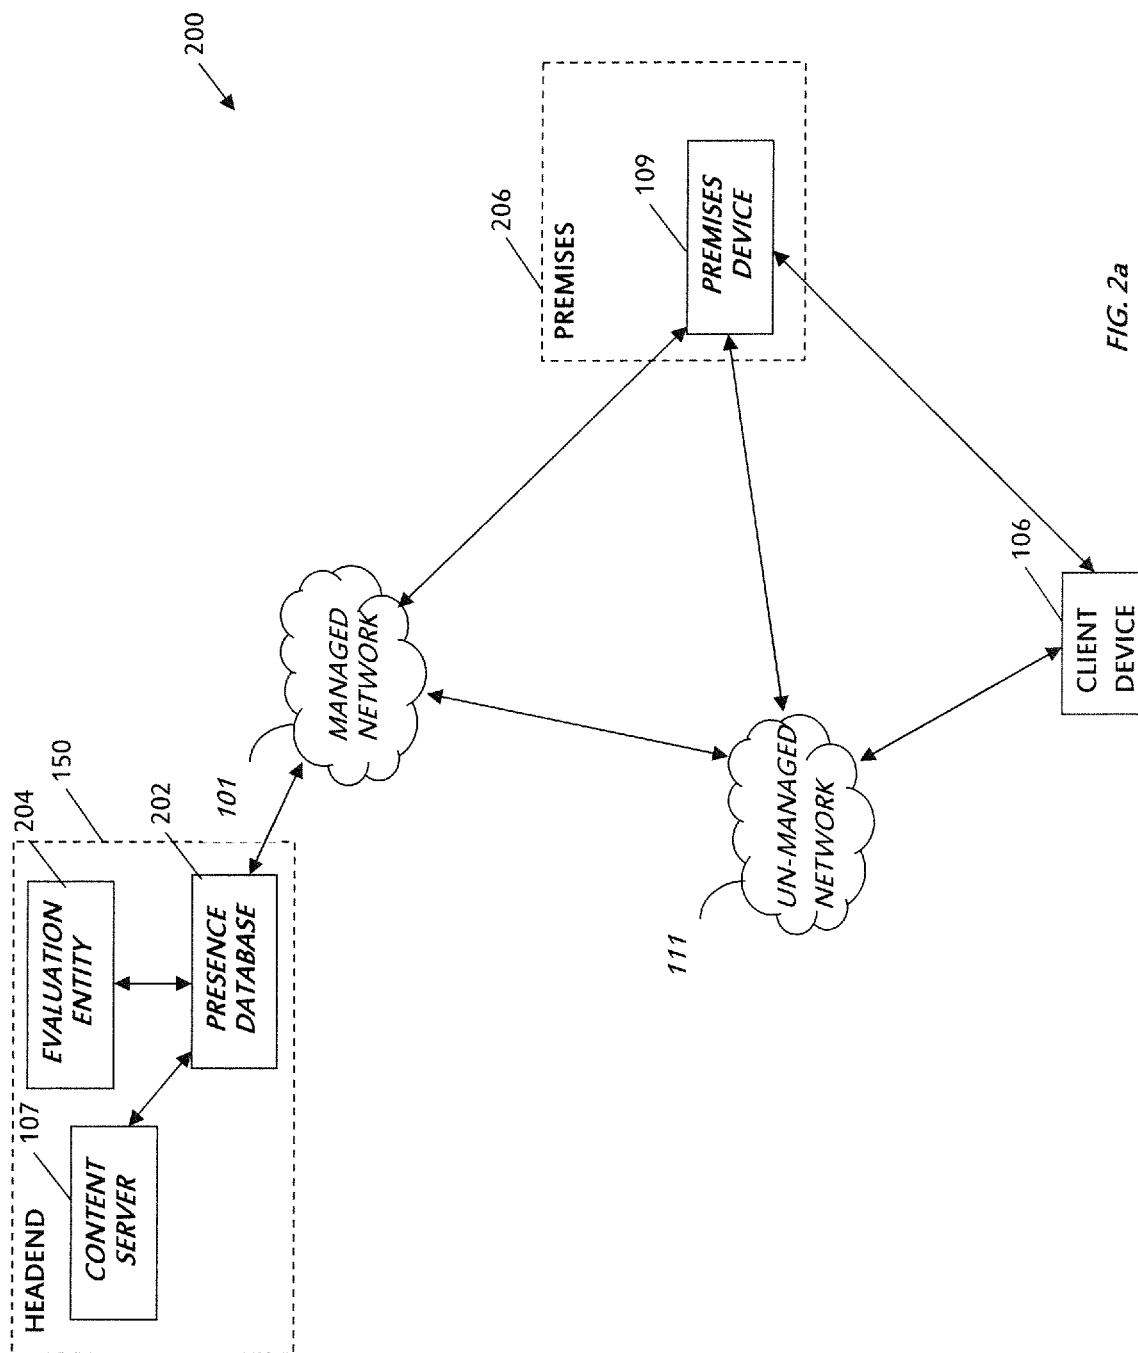 HEADEND
107
204
150
EVALUATION
ENTITY
CONTENT
SERVER
202
200
PRESENCE
DATABASE
101
MANAGED
NETWORK
206
PREMISES
109
111
PREMISES
DEVICE
UN-MANAGED
NETWORK
106
CLIENT
DEVICE
FIG. 2a